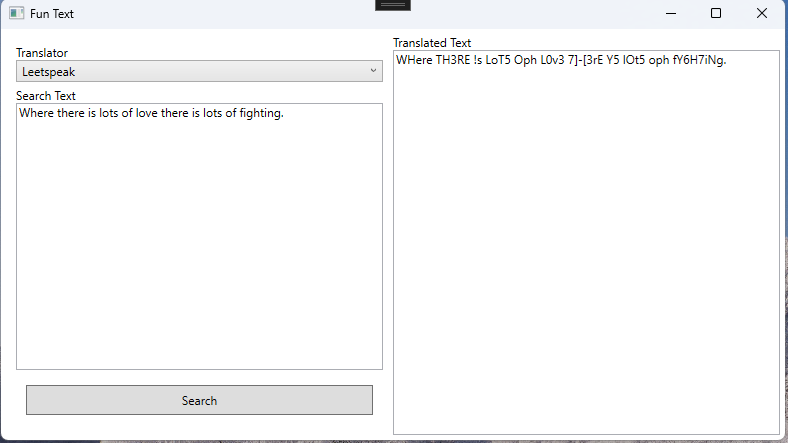 Fun Text
Translator
Leetspeak
Search Text
Where there is lots of love there is lots of fighting.
Search
Translated Text
WHere TH3RE !s LoT5 Oph L0v3 7]-[3rE Y5 lOt5 oph fY6H7iNg.